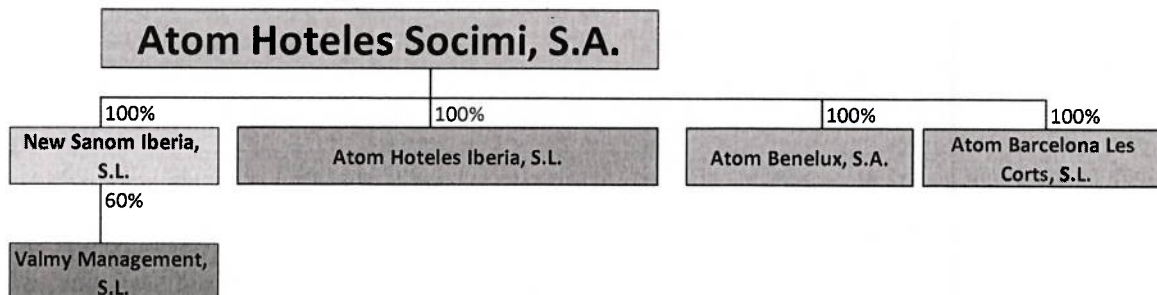 Atom Hoteles Socimi, S.A.
100%
100%
100%
100%
New Sanom Iberia,
S.L.
Atom Hoteles Iberia, S.L.
Atom Benelux, S.A.
Atom Barcelona Les
Corts, S.L.
60%
Valmy Management,
S.L.